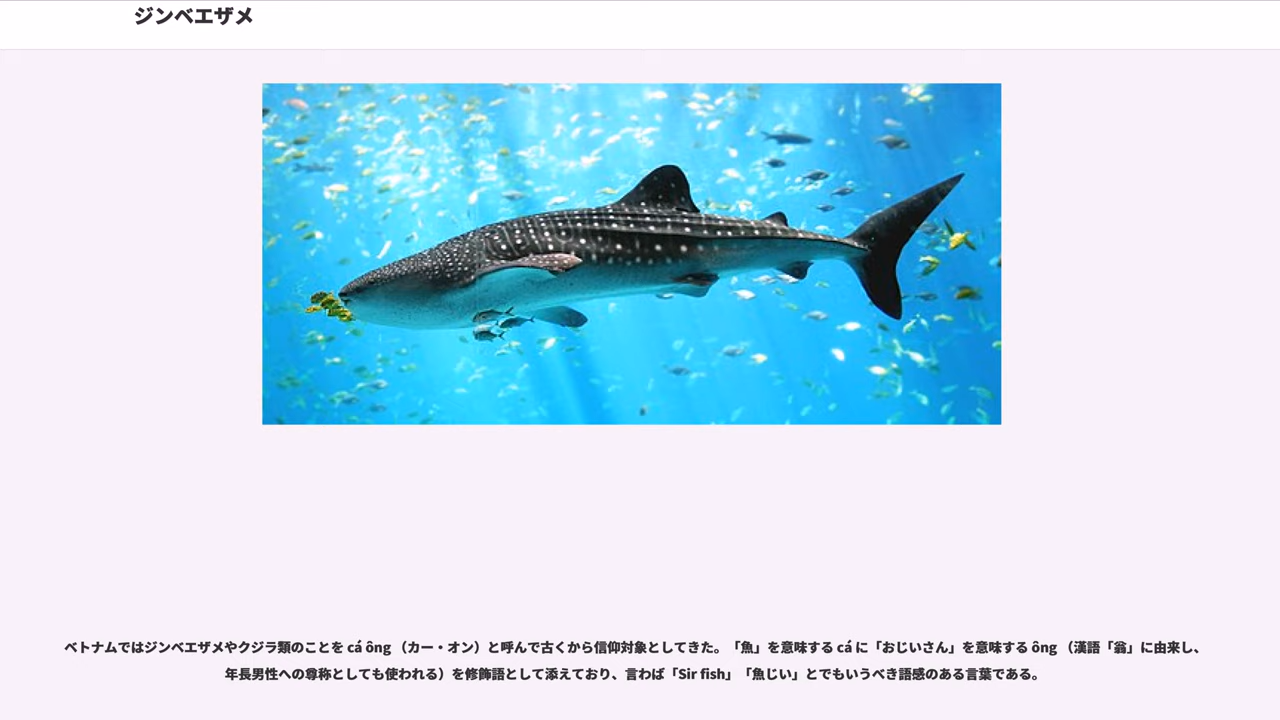 ジンベエザメ
ベトナムではジンベエザメやクジラ類のことを cá ông （カー・オン）と呼んで古くから信仰対象としてきた。「魚」を意味する cá に「おじいさん」を意味する ông （漢語「翁」に由来し、
年長男性への尊称としても使われる）を修飾語として添えており、言わば「Sir fish」「魚じい」とでもいうべき語感のある言葉である。